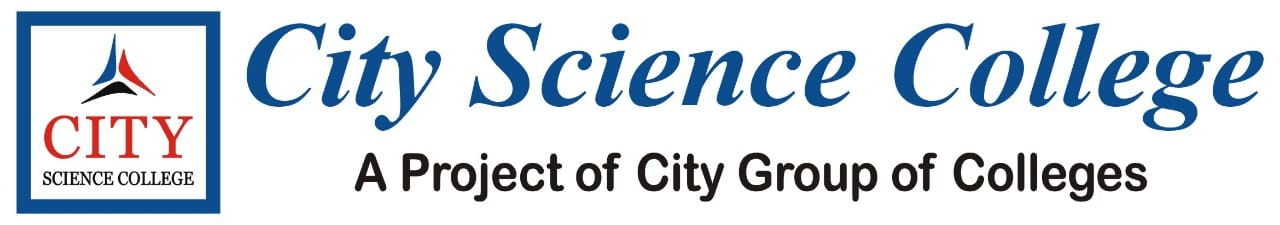 CITY
SCIENCE COLLEGE
City Science College
A Project of City Group of Colleges